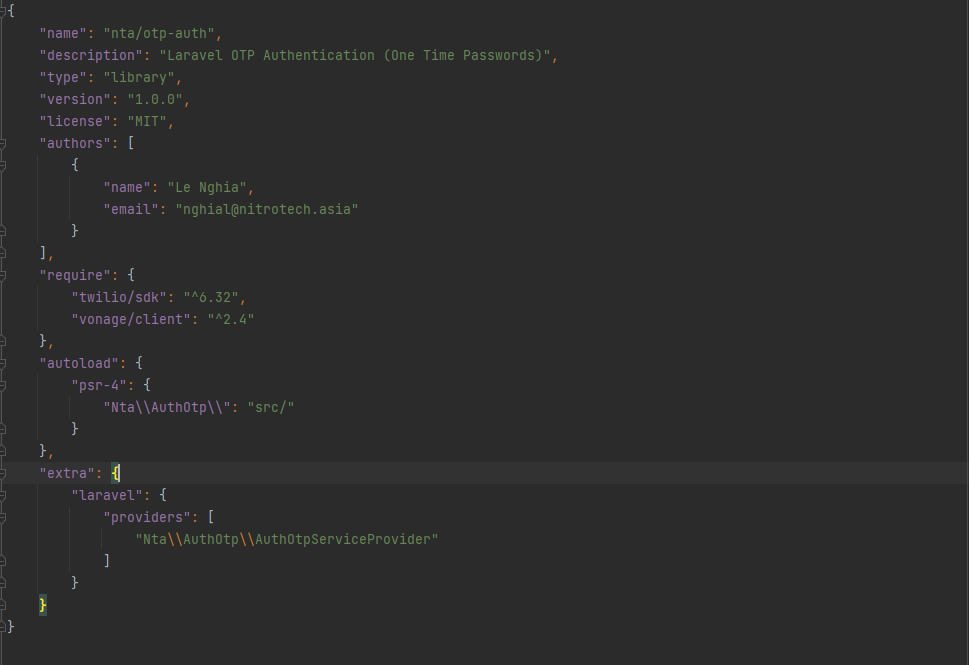 {
    "name": "nta/otp-auth",
    "description": "Laravel OTP Authentication (One Time Passwords)",
    "type": "library",
    "version": "1.0.0",
    "license": "MIT",
    "authors": [
        {
            "name": "Le Nghia",
            "email": "nghial@nitrotech.asia"
        }
    ],
    "require": {
        "twilio/sdk": "^6.32",
        "vonage/client": "^2.4"
    },
    "autoload": {
        "psr-4": {
            "Nta\\AuthOtp\\": "src/"
        }
    },
    "extra": {
        "laravel": {
            "providers": [
                "Nta\\AuthOtp\\AuthOtpServiceProvider"
            ]
        }
    }
}